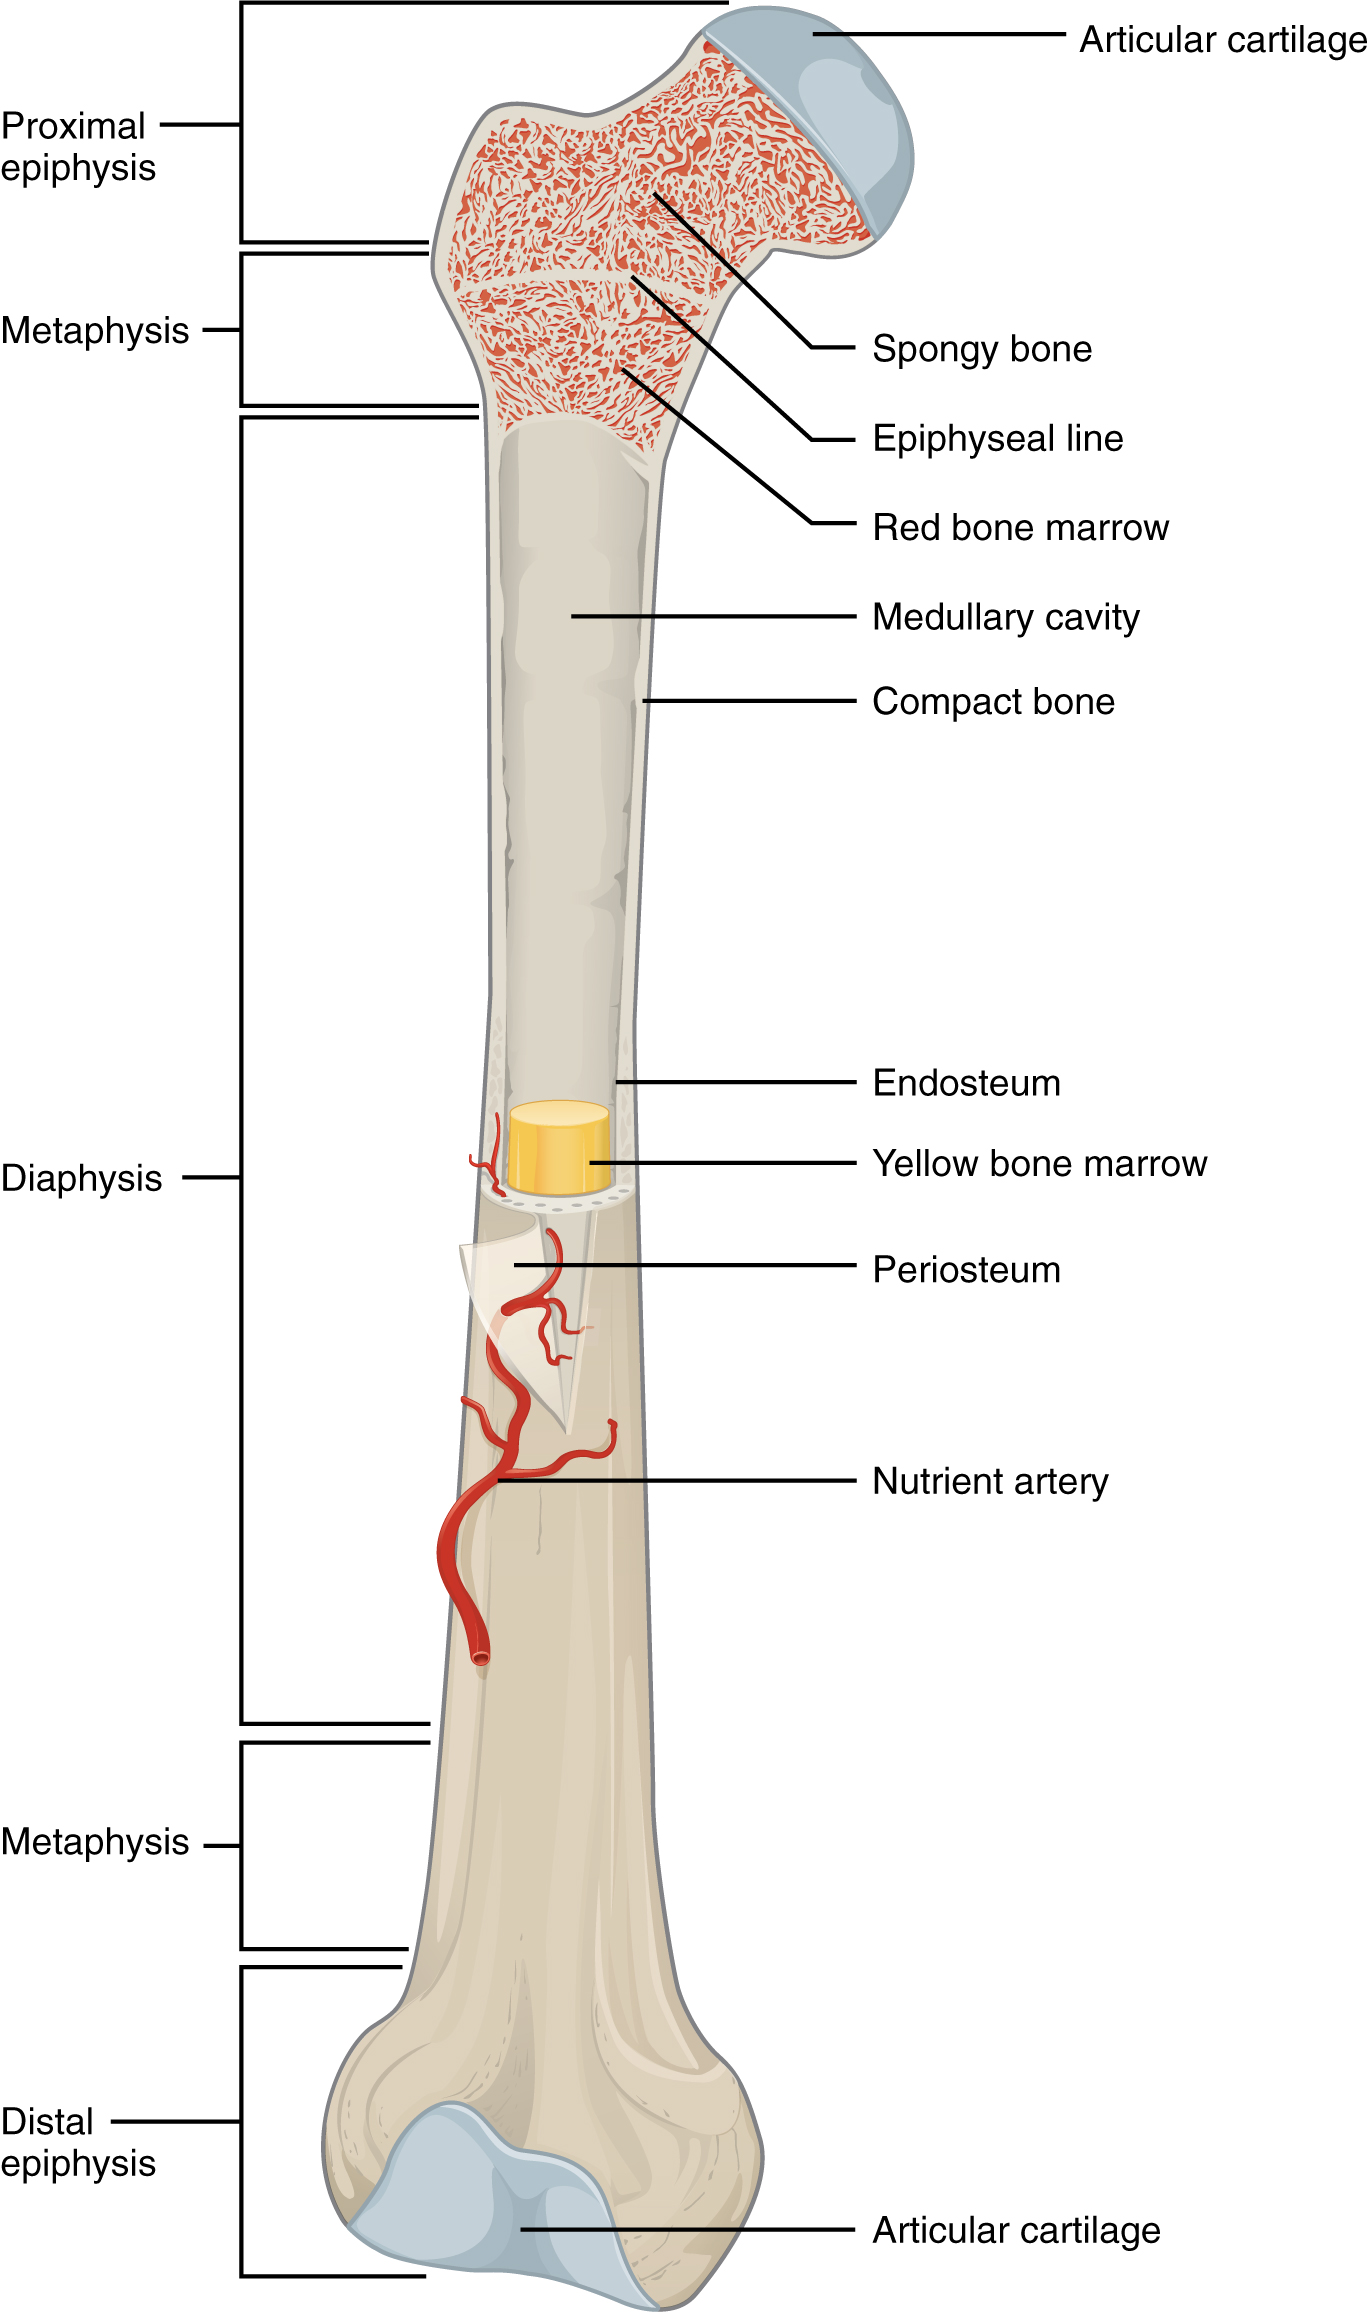 Articular cartilage
Proximal
epiphysis
Metaphysis
Spongy bone
Epiphyseal line
Red bone marrow
Medullary cavity
Compact bone
Endosteum
Yellow bone marrow
Diaphysis
Periosteum
Nutrient artery
Metaphysis
Distal
epiphysis
Articular cartilage